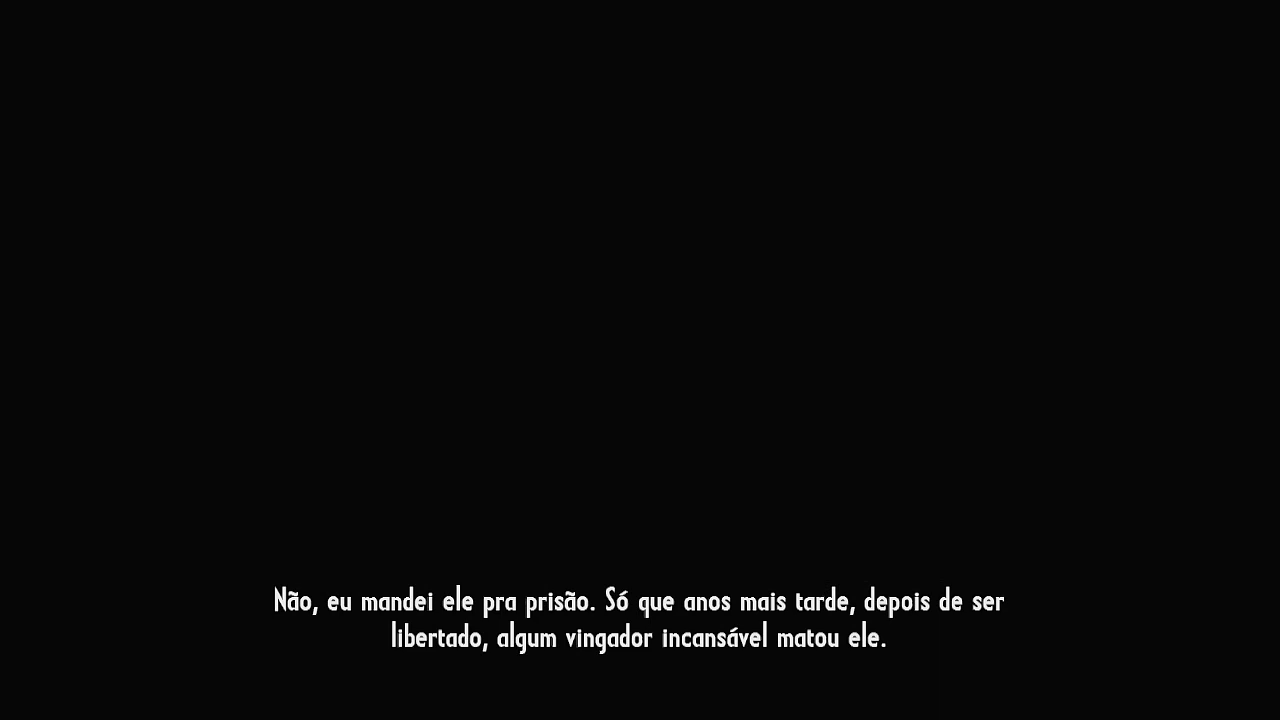 Não, eu mandei ele pra prisão. Só que anos mais tarde, depois de ser
libertado, algum vingador incansável matou ele.